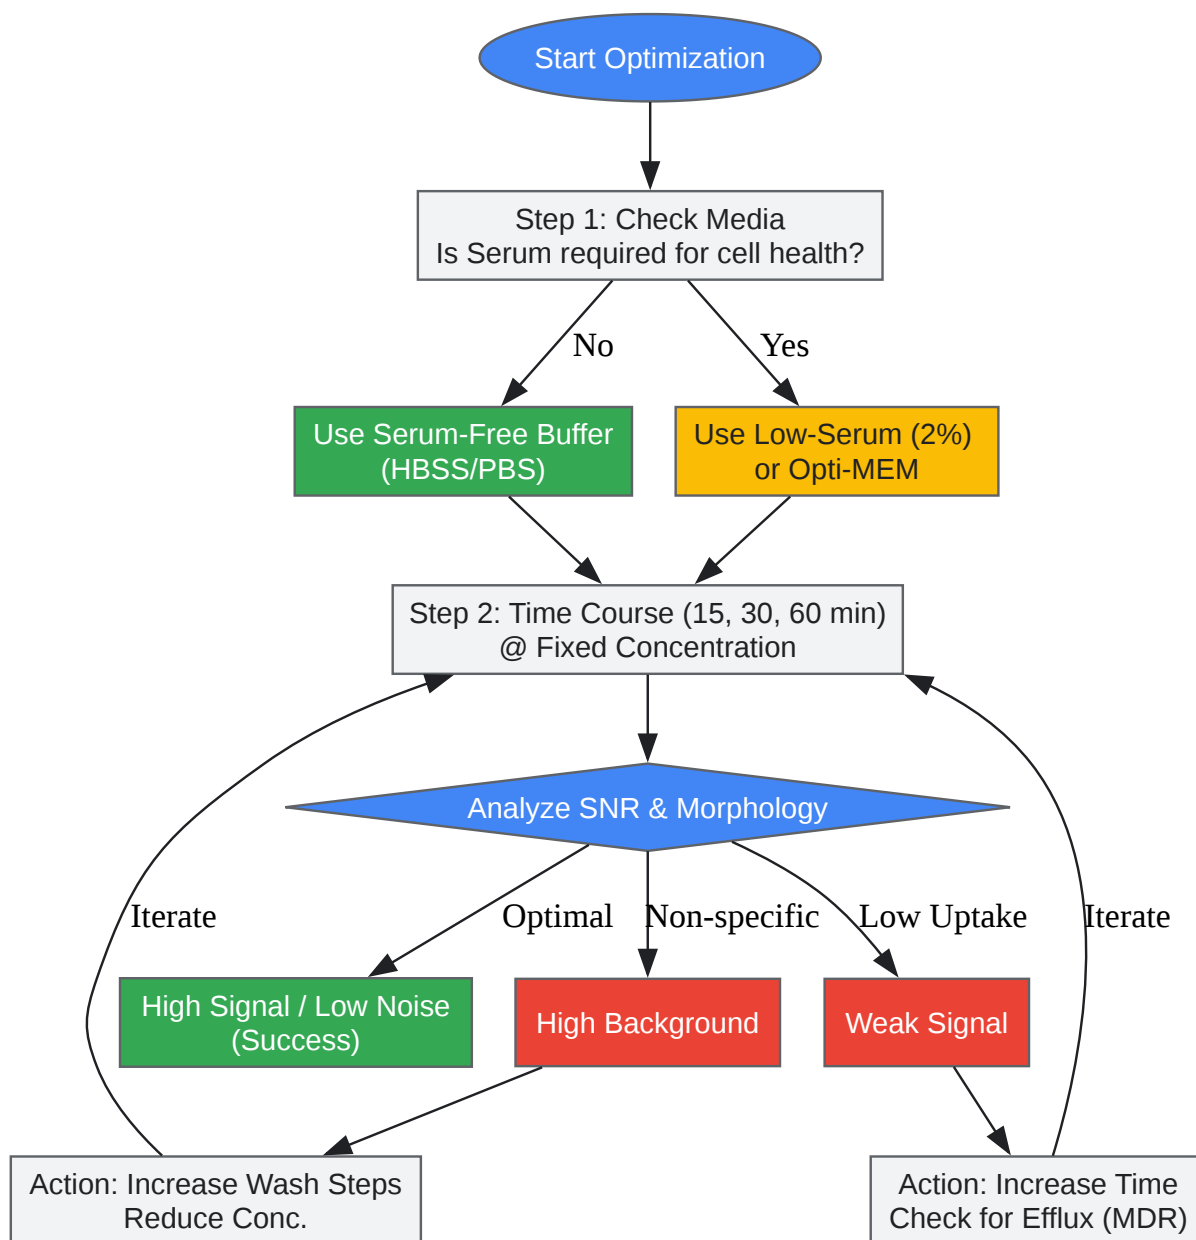 Start Optimization
Step 1: Check Media
Is Serum required for cell health?
No
Yes
Use Serum-Free Buffer
(HBSS/PBS)
Use Low-Serum (2%)
or Opti-MEM
Step 2: Time Course (15, 30, 60 min)
@ Fixed Concentration
Analyze SNR & Morphology
Iterate
Optimal
Non-specific
Low Uptake
Iterate
High Signal / Low Noise
(Success)
High Background
Weak Signal
Action: Increase Wash Steps
Reduce Conc.
Action: Increase Time
Check for Efflux (MDR)